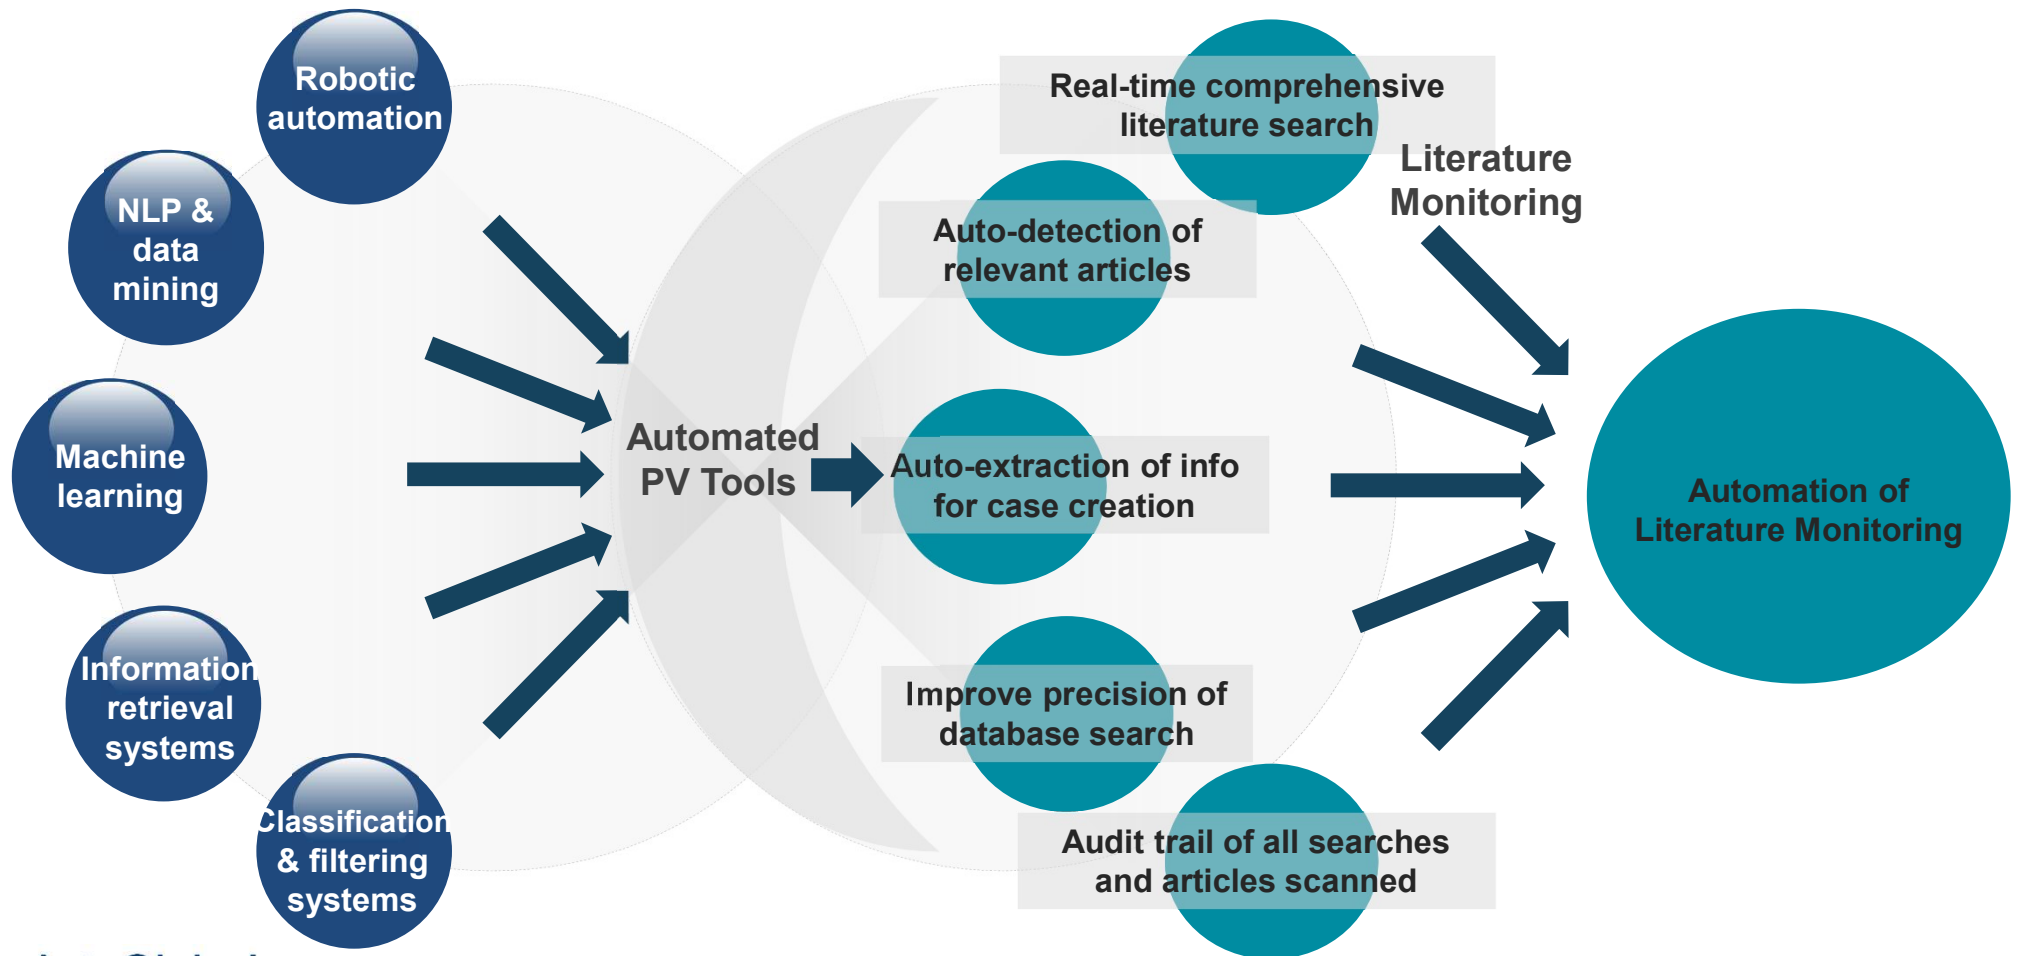 Robotic
automation
NLP &
data
mining
Machine
learning
Information
retrieval
systems
Classification
& filtering
systems
Automated
PV Tools
Real-time comprehensive
literature search
Auto-detection of
relevant articles
Auto-extraction of info
for case creation
Improve precision of
database search
Audit trail of all searches
and articles scanned
Literature
Monitoring
Automation of
Literature Monitoring